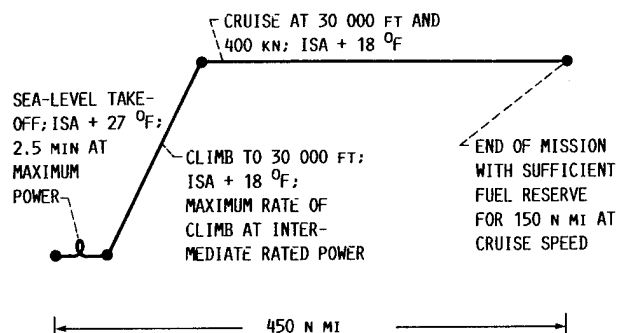 CRUISE AT 30 000 FT AND
400 KN; ISA + 18 °F
SEA-LEVEL TAKE-
OFF; ISA + 27 °F;
2.5 MIN AT
MAXIMUM
POWER
CLIMB TO 30 000 FT;
ISA + 18 °F;
MAXIMUM RATE OF
CLIMB AT INTER-
MEDIATE RATED POWER
END OF MISSION
WITH SUFFICIENT
FUEL RESERVE
FOR 150 N MI AT
CRUISE SPEED
450 N MI